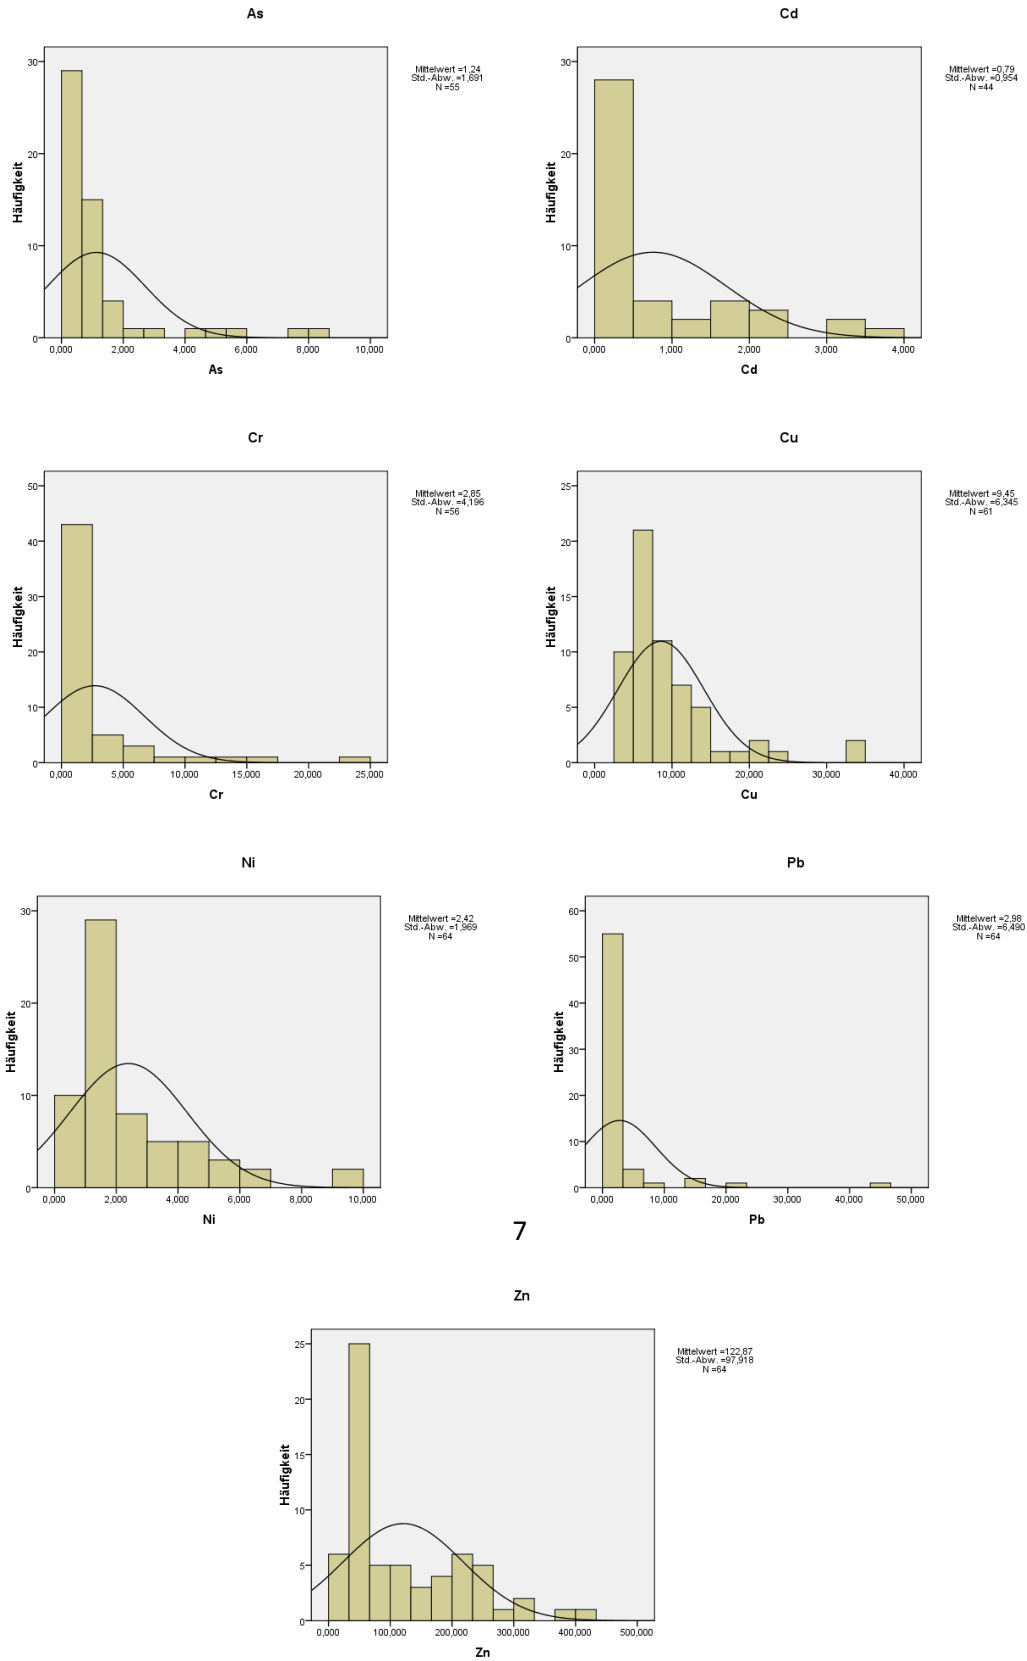 As
Mittelwert =1,24
Std.-Abw. =1,691
N =55
Häufigkeit
30
20
10
0
0,000 2,000 4,000 6,000 8,000 10,000
As
Cd
Mittelwert =0,79
Std.-Abw. =0,954
N =44
Häufigkeit
30
20
10
0
0,000 1,000 2,000 3,000 4,000
Cd
Cr
Mittelwert =2,85
Std.-Abw. =4,196
N =56
Häufigkeit
50
40
30
20
10
0
0,000 5,000 10,000 15,000 20,000 25,000
Cr
Cu
Mittelwert =9,45
Std.-Abw. =6,345
N =61
Häufigkeit
25
20
15
10
5
0
0,000 10,000 20,000 30,000 40,000
Cu
Ni
Mittelwert =2,42
Std.-Abw. =1,969
N =64
Häufigkeit
30
20
10
0
0,000 2,000 4,000 6,000 8,000 10,000
Ni
Pb
Mittelwert =2,98
Std.-Abw. =6,490
N =64
Häufigkeit
60
50
40
30
20
10
0
0,000 10,000 20,000 30,000 40,000 50,000
Pb
7
Zn
Mittelwert =122,87
Std.-Abw. =97,918
N =64
Häufigkeit
25
20
15
10
5
0
0,000 100,000 200,000 300,000 400,000 500,000
Zn